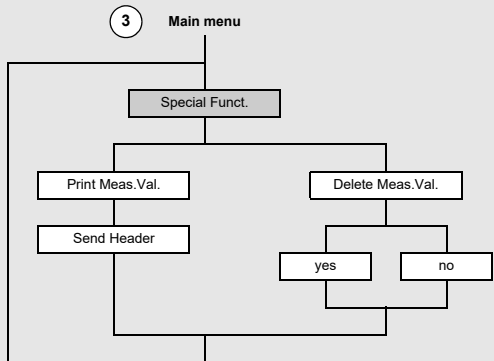 3 Main menu
Special Funct.
Print Meas.Val. Delete Meas.Val.
Send Header
yes no